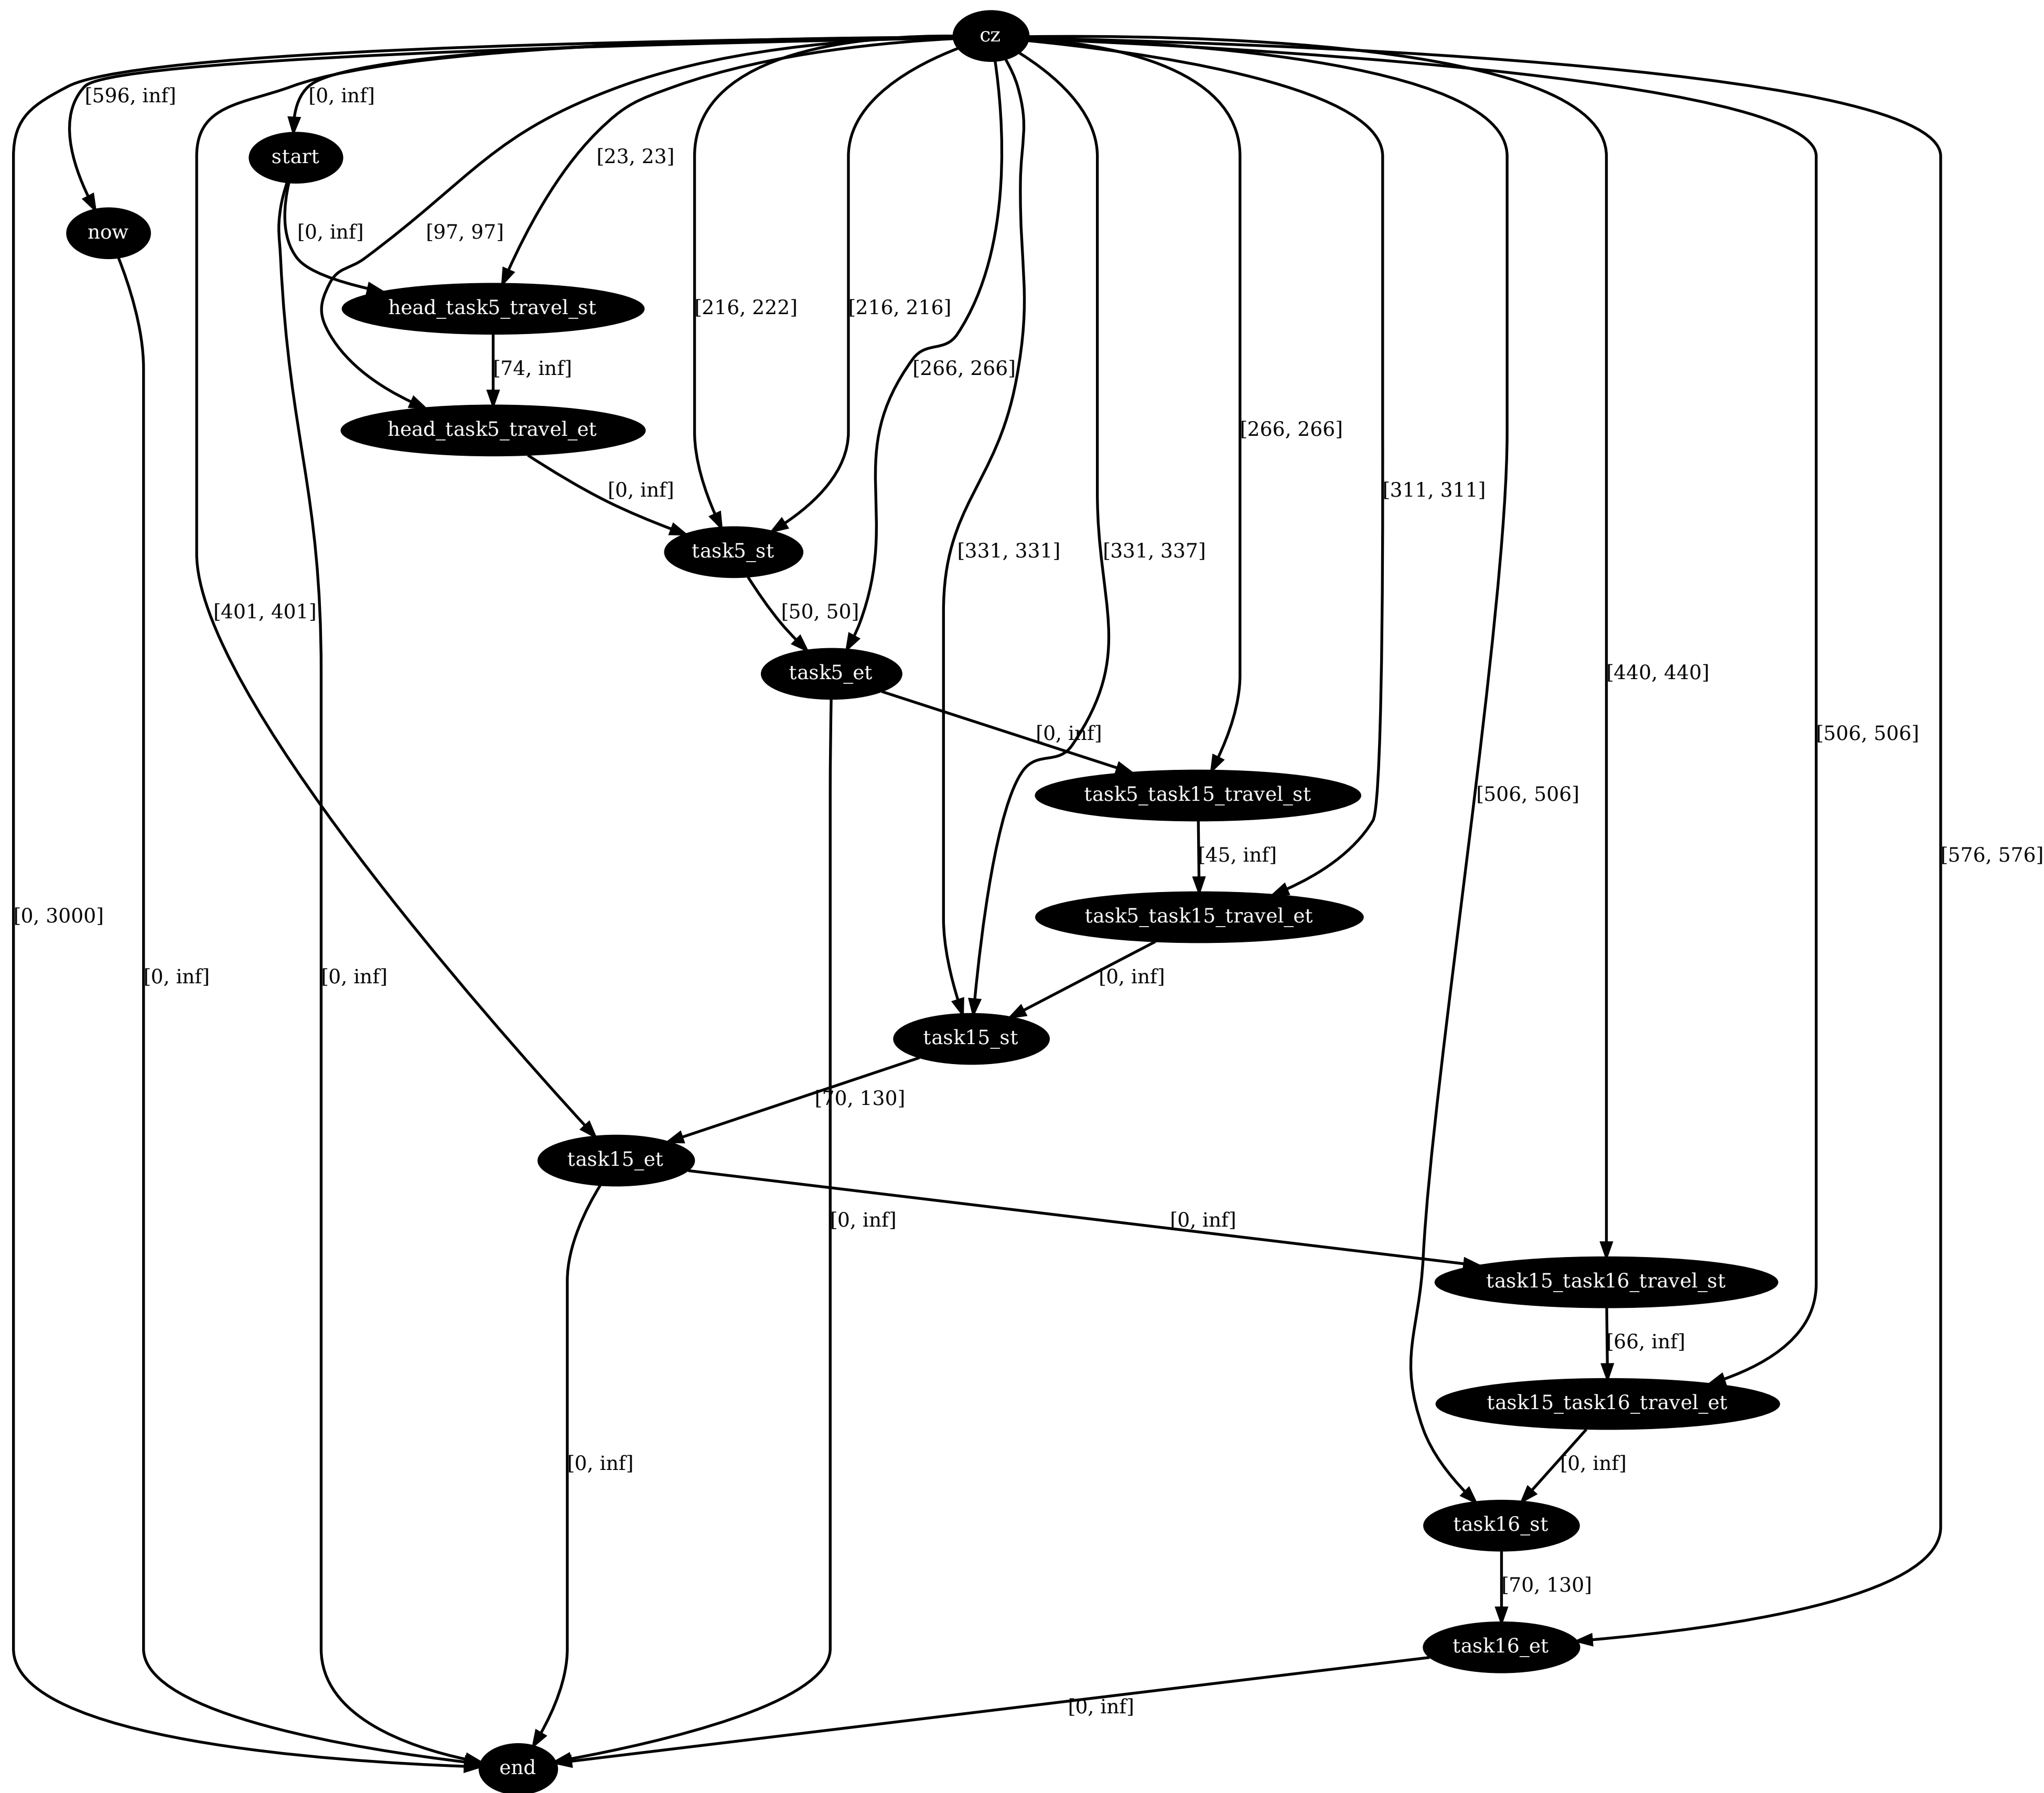 cz
[596, inf]
[0, inf]
start
[23, 23]
now
[0, inf]
[97, 97]
head_task5_travel_st
[216, 222]
[216, 216]
[74, inf]
[266, 266]
head_task5_travel_et
[266, 266]
[0, inf]
[311, 311]
task5_st
[331, 331]
[331, 337]
[401, 401]
[50, 50]
task5_et
[440, 440]
[0, inf]
[506, 506]
task5_task15_travel_st
[506, 506]
[45, inf]
[576, 576]
[0, 3000]
task5_task15_travel_et
[0, inf]
[0, inf]
[0, inf]
task15_st
[70, 130]
task15_et
[0, inf]
[0, inf]
task15_task16_travel_st
[66, inf]
task15_task16_travel_et
[0, inf]
[0, inf]
task16_st
[70, 130]
task16_et
[0, inf]
end